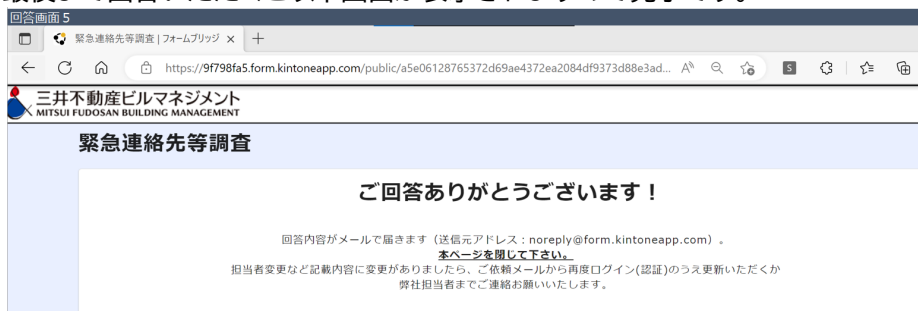 回答画面５
緊急連絡先等調査 | フォームブリッジ
https://9f798fa5.form.kintoneapp.com/public/a5e06128765372d69ae4372ea2084df9373d88e3ad...
三井不動産ビルマネジメント
MITSUI FUDOSAN BUILDING MANAGEMENT
緊急連絡先等調査
ご回答ありがとうございます！
回答内容がメールで届きます（送信元アドレス：noreply@form.kintoneapp.com）。
本ページを閉じて下さい。
担当者変更など記載内容に変更がありましたら、ご依頼メールから再度ログイン(認証)のうえ更新いただくか
弊社担当者までご連絡お願いいたします。